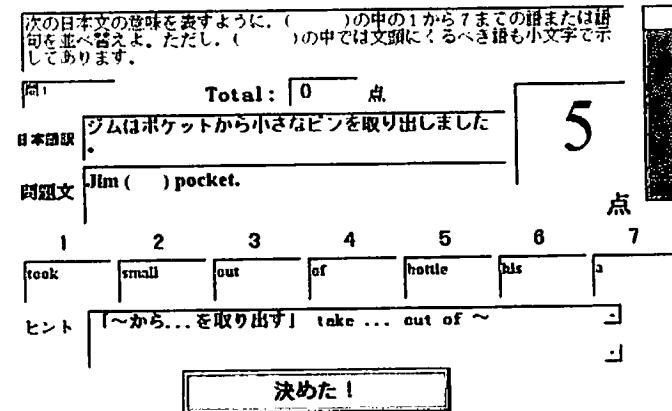 次の日本文の意味を表すように、(　　)の中の1から7までの語または語
句を並べ替えよ。ただし、(　　)の中では文頭にくるべき語も小文字で示
してあります。
問1
Total: 0 点
5
点
日本語訳
ジムはポケットから小さなビンを取り出しました
。
問題文
Jim (　　) pocket.
1 2 3 4 5 6 7
took small out of bottle his a
ヒント
「〜から...を取り出す」 take ... out of 〜
決めた！